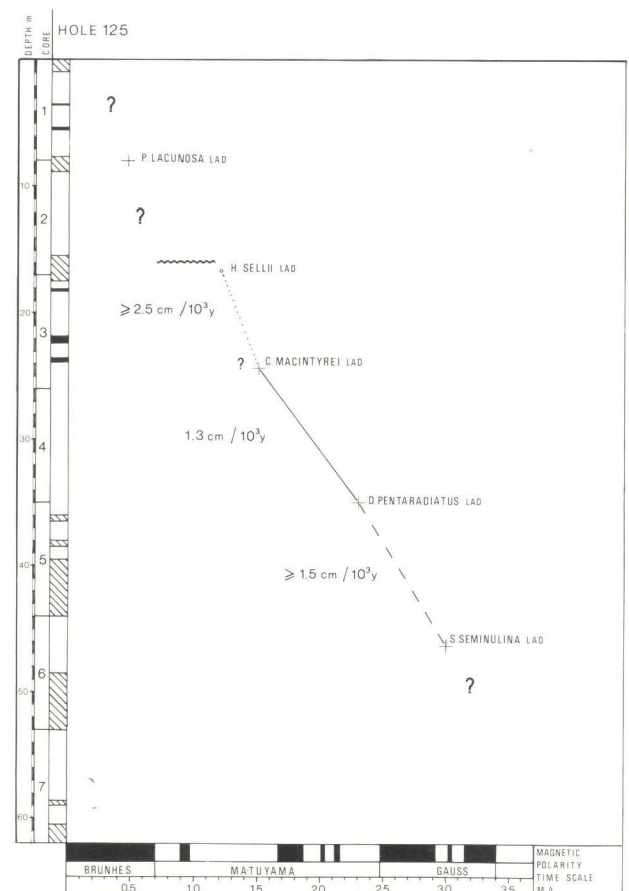 HOLE 125
DEPTH m
CORE
1
?
P. LACUNOSA LAD
10
2
?
H. SELLII LAD
≥ 2.5 cm / 10³y
20
3
? C. MACINTYREI LAD
1.3 cm / 10³y
30
4
D. PENTARADIATUS LAD
5
≥ 1.5 cm / 10³y
40
S. SEMINULINA LAD
6
?
50
7
60
MAGNETIC
POLARITY
TIME SCALE
M.A.
BRUNHES MATUYAMA GAUSS
0.5 1.0 1.5 2.0 2.5 3.0 3.5